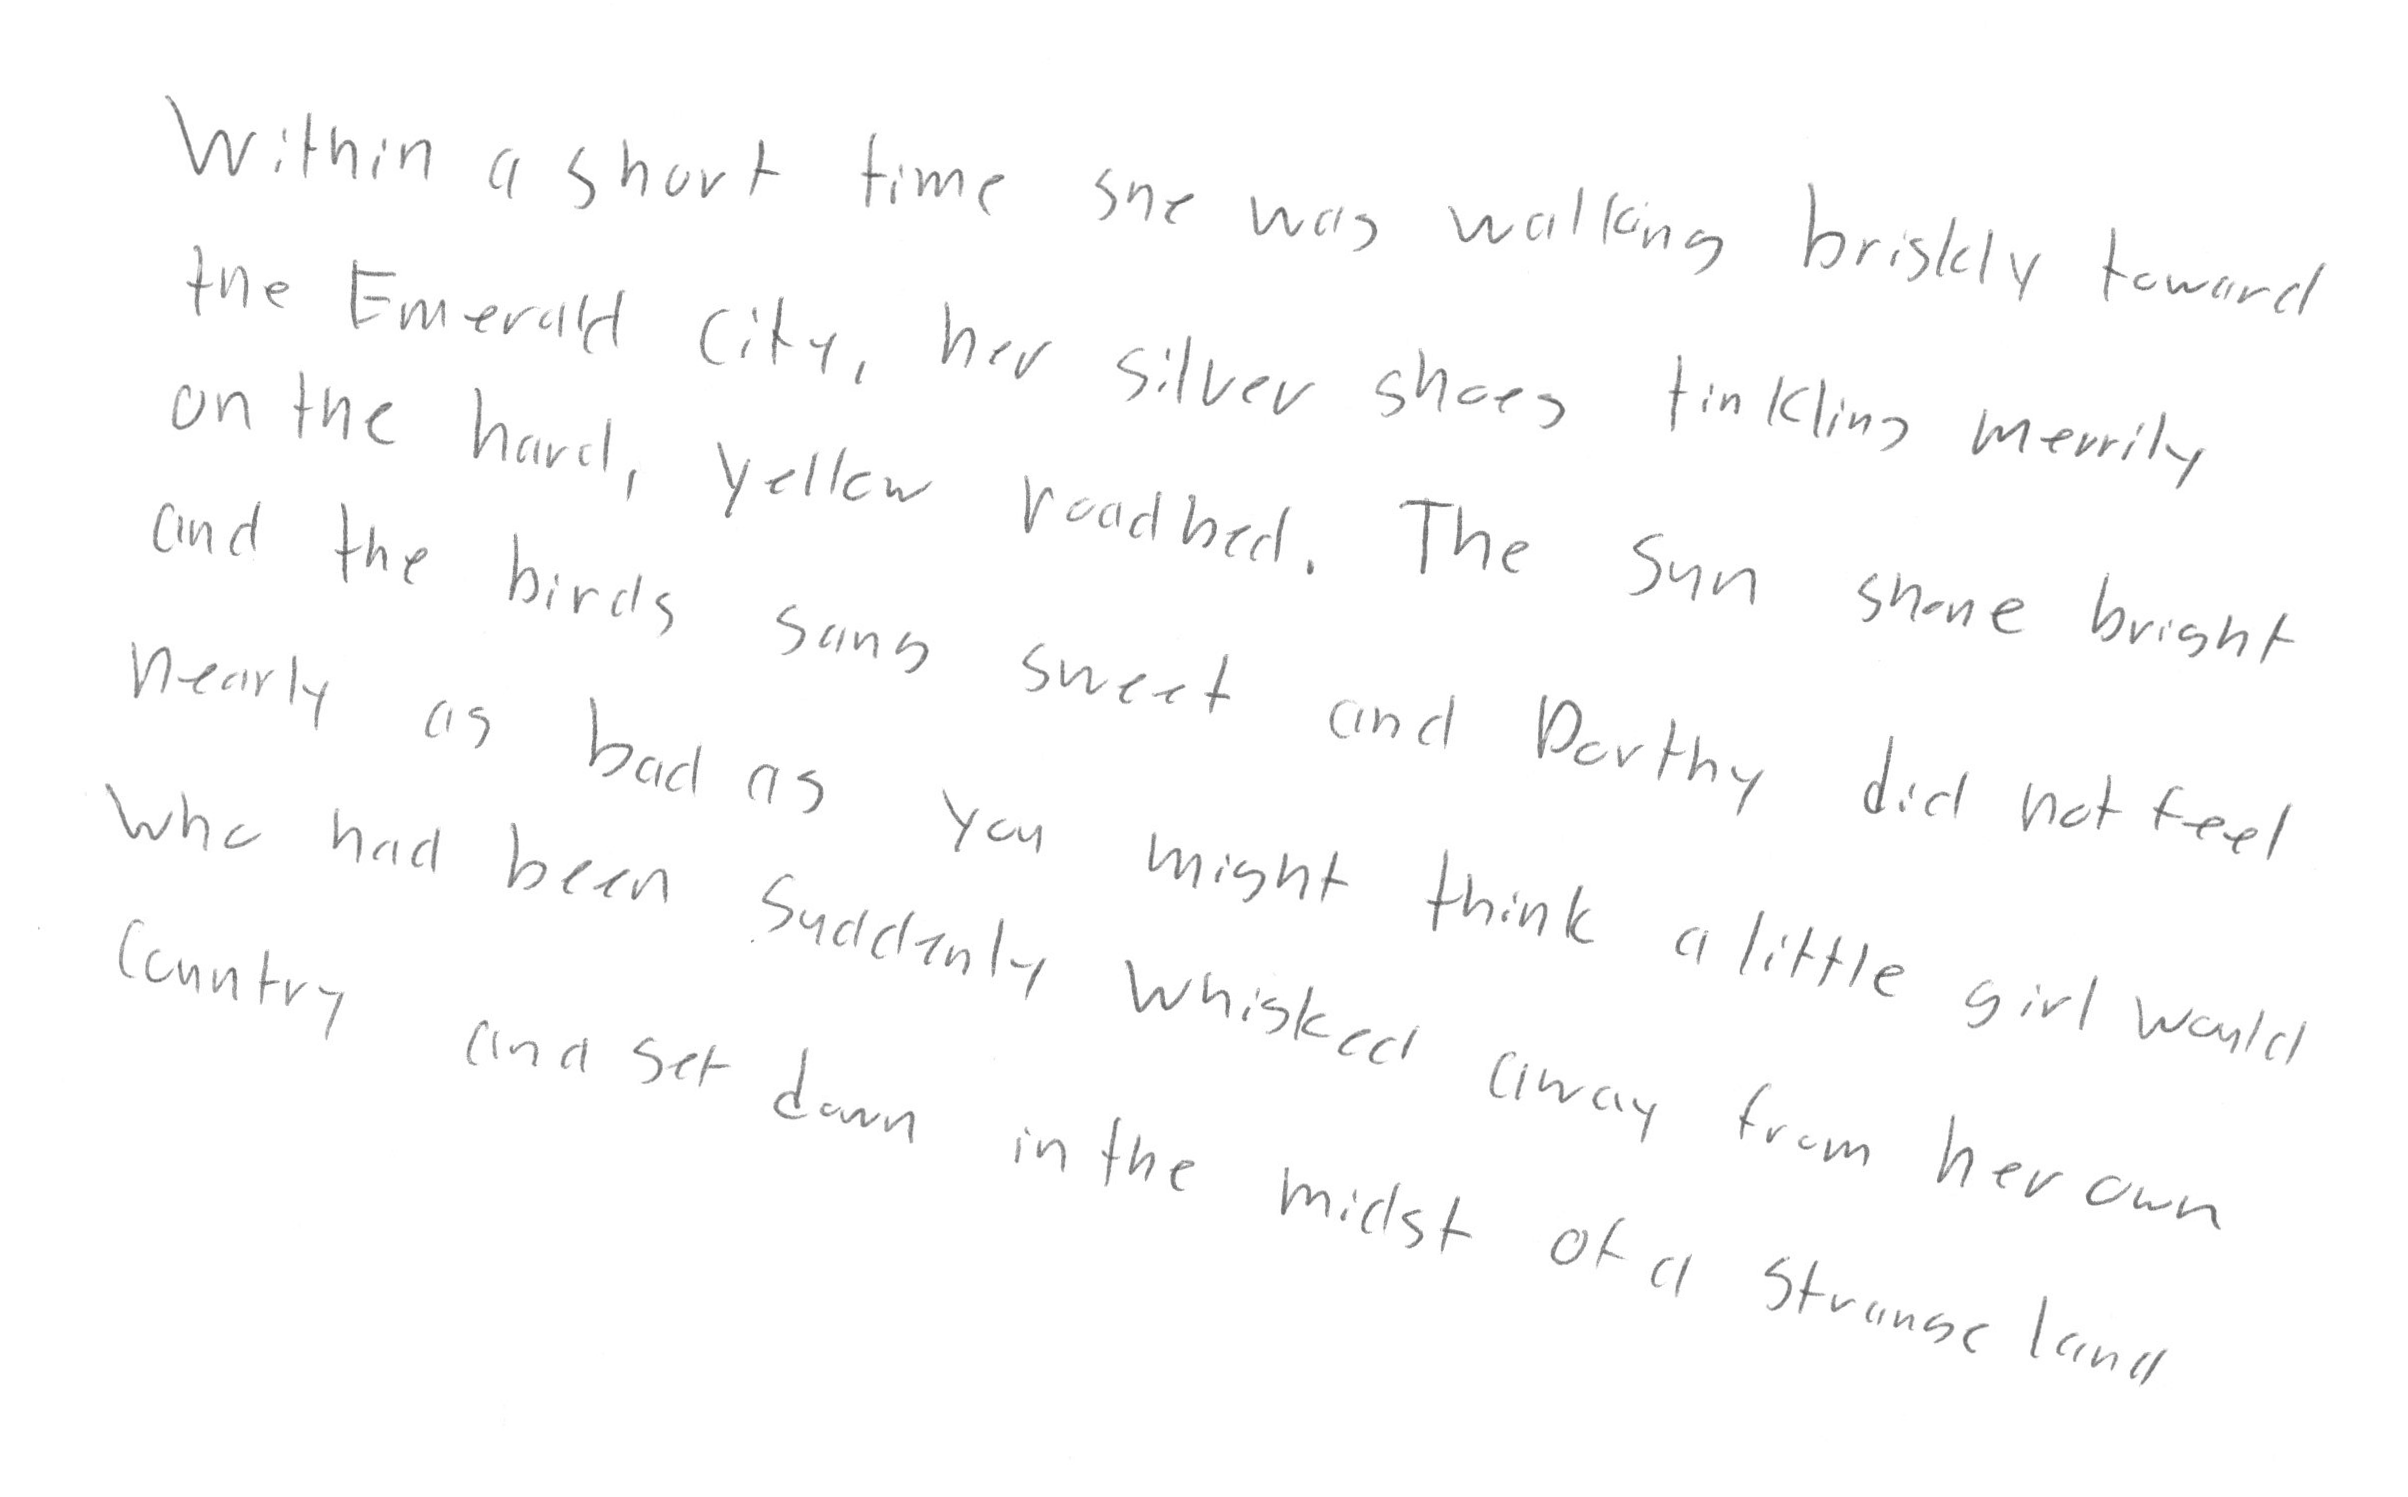 Within a short time she was walking briskly toward
the Emerald City, her silver shoes tinkling merrily
on the hard, yellow roadbed. The sun shone bright
and the birds sang sweet and Dorthy did not feel
nearly as bad as you might think a little girl would
who had been suddenly whisked away from her own
country and set down in the midst of a strange land